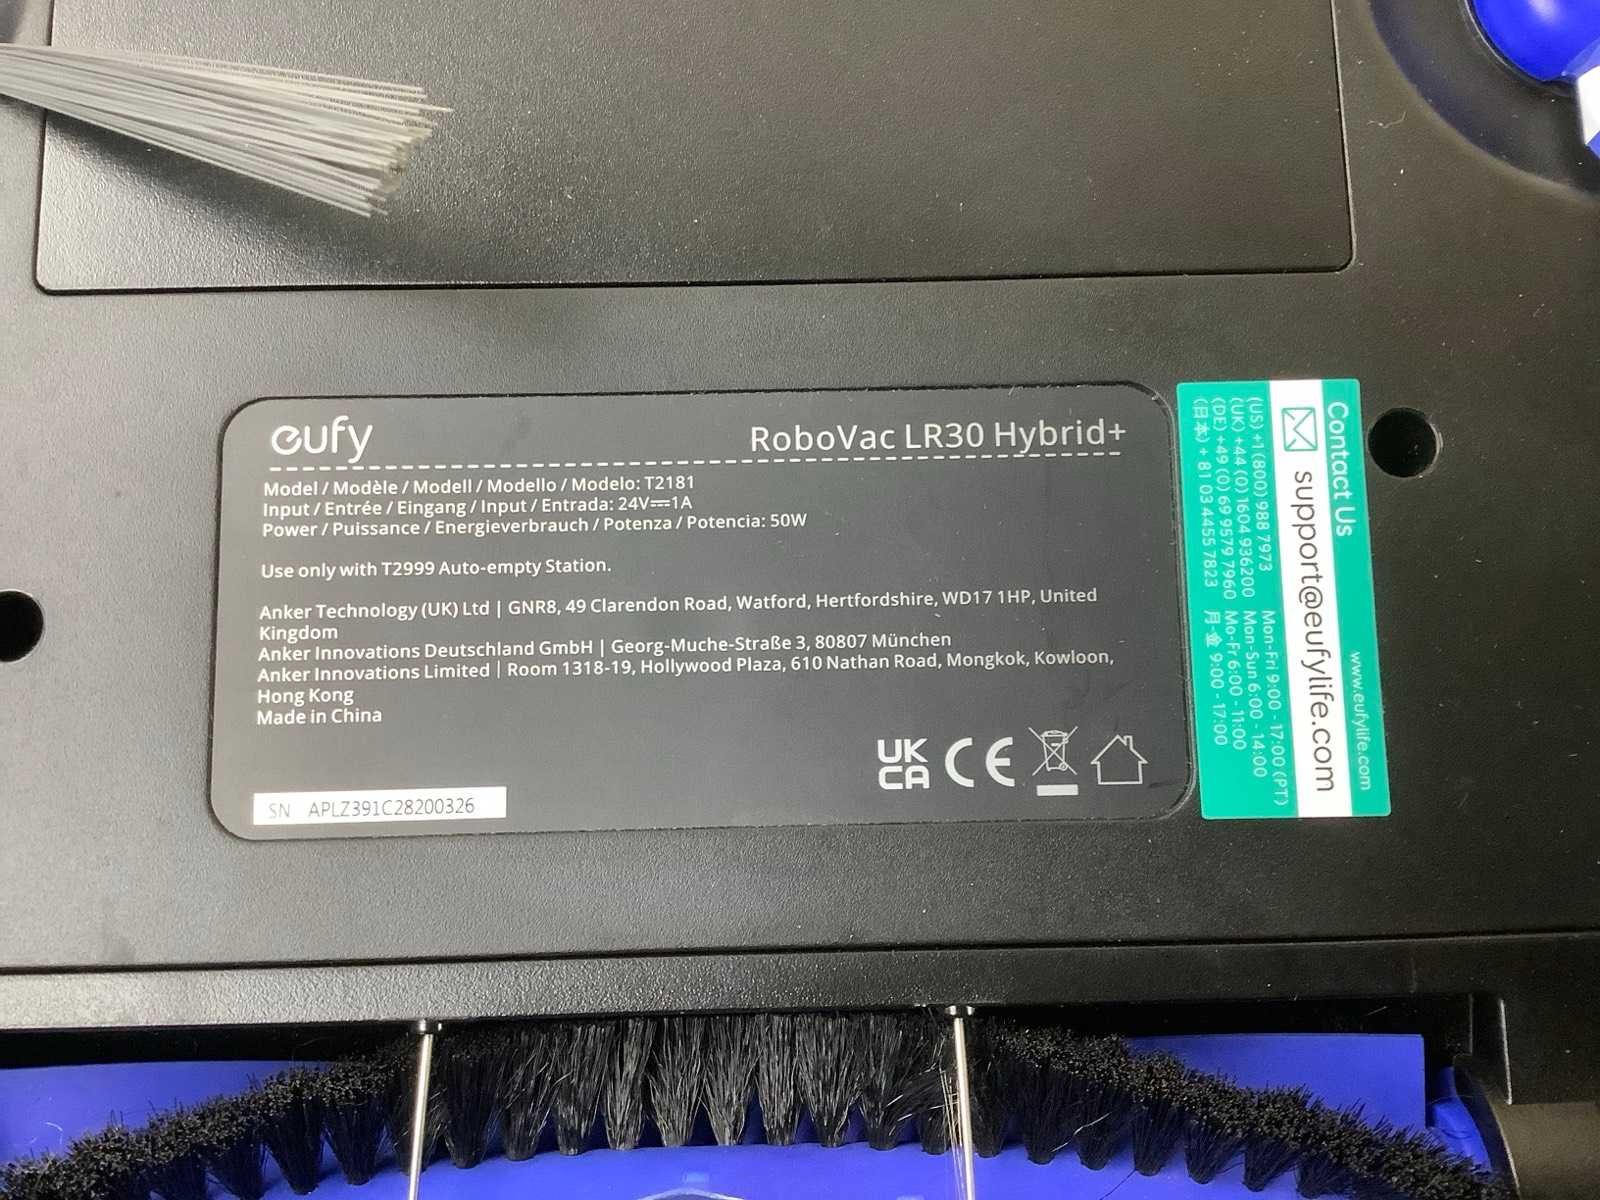 eufy
RoboVac LR30 Hybrid+
Model / Modèle / Modell / Modello / Modelo: T2181
Input / Entrée / Eingang / Input / Entrada: 24V⎓1A
Power / Puissance / Energieverbrauch / Potenza / Potencia: 50W
Use only with T2999 Auto-empty Station.
Anker Technology (UK) Ltd | GNR8, 49 Clarendon Road, Watford, Hertfordshire, WD17 1HP, United
Kingdom
Anker Innovations Deutschland GmbH | Georg-Muche-Straße 3, 80807 München
Anker Innovations Limited | Room 1318-19, Hollywood Plaza, 610 Nathan Road, Mongkok, Kowloon,
Hong Kong
Made in China
UK
CA
CE
SN APLZ391C28200326
Contact Us
www.eufylife.com
support@eufylife.com
(US) +1 (800) 988 7973 Mon-Fri 9:00 - 17:00 (PT)
(UK) +44 (0) 1604 936200 Mon-Sun 6:00 - 14:00
(DE) +49 (0) 69 9579 7960 Mo-Fr 6:00 - 11:00
(日本) + 81 03 4455 7823 月-金 9:00 - 17:00